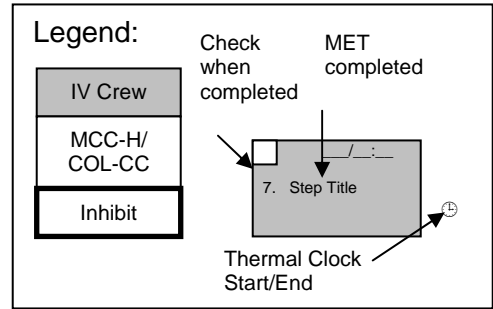 Legend:
IV Crew
MCC-H/
COL-CC
Inhibit
Check
when
completed
MET
completed
___/__:__
7. Step Title
Thermal Clock
Start/End